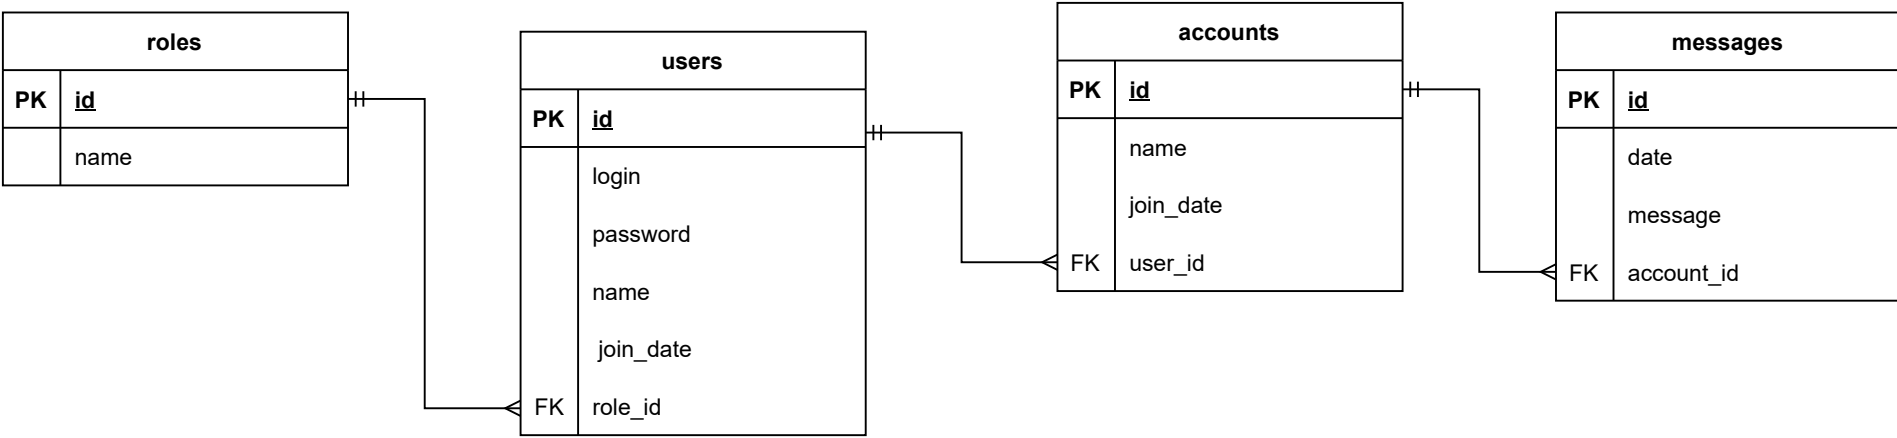 roles
PK id
name
users
PK id
login
password
name
join_date
FK role_id
accounts
PK id
name
join_date
FK user_id
messages
PK id
date
message
FK account_id